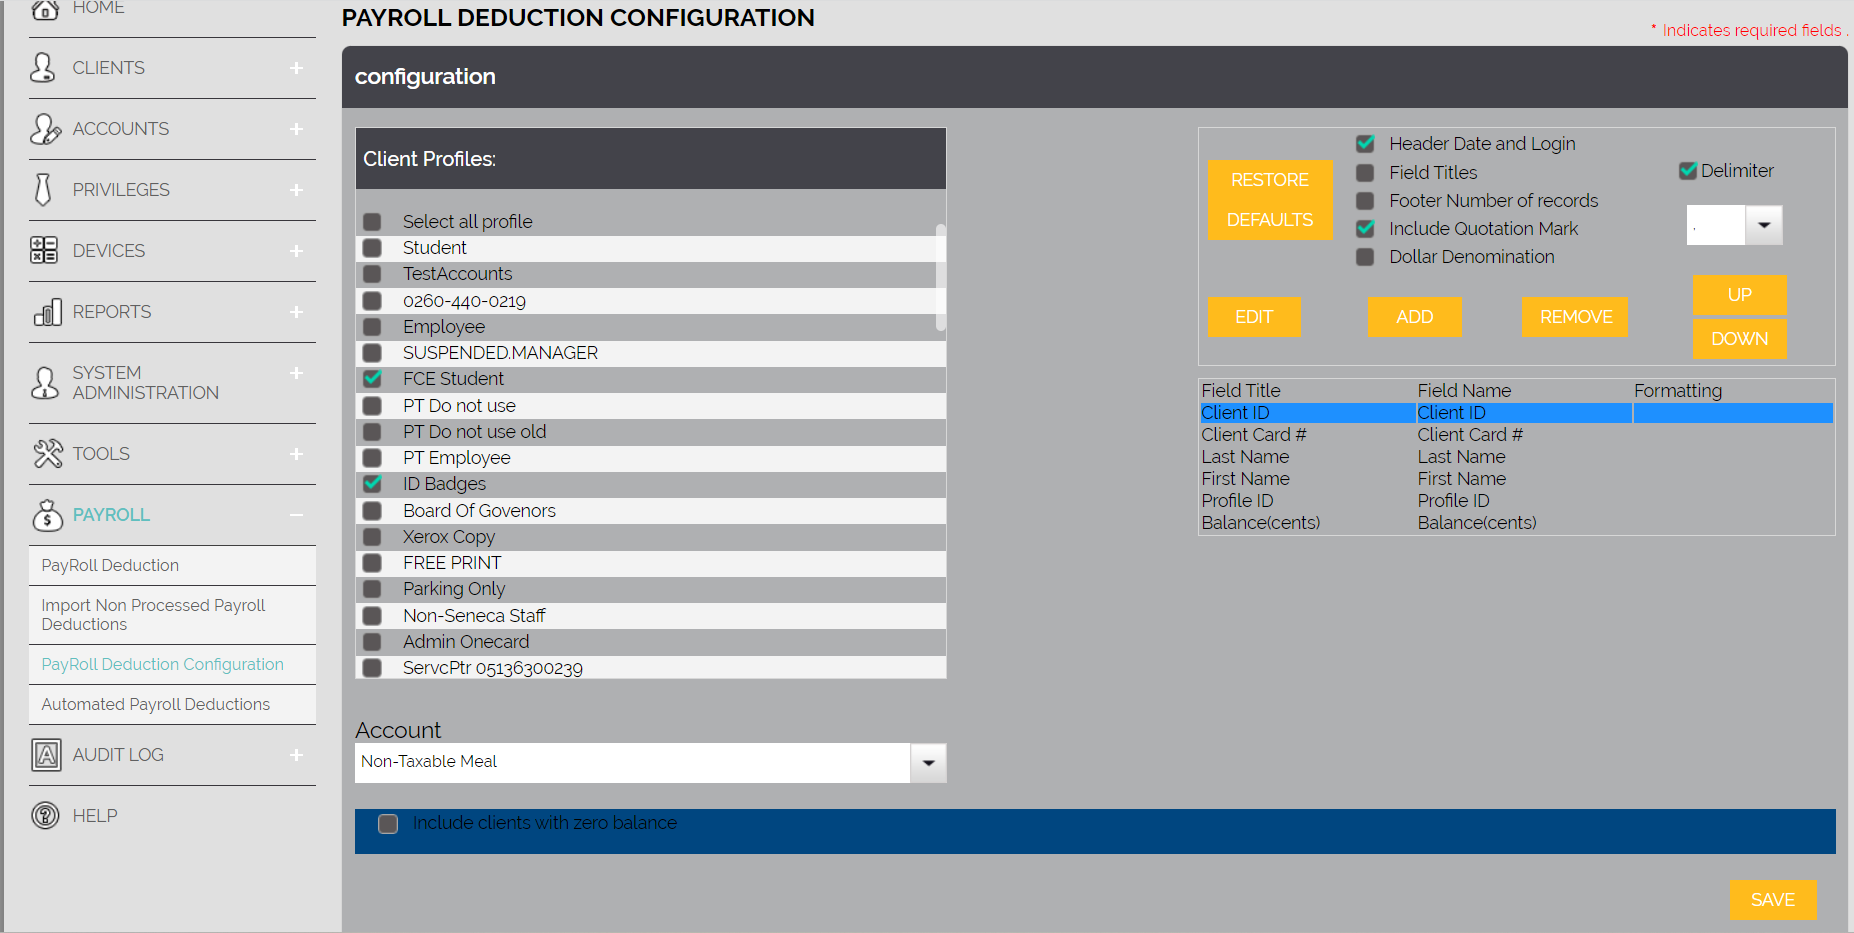 HOME
CLIENTS
ACCOUNTS
PRIVILEGES
DEVICES
REPORTS
SYSTEM
ADMINISTRATION
TOOLS
PAYROLL
PayRoll Deduction
Import Non Processed Payroll
Deductions
PayRoll Deduction Configuration
Automated Payroll Deductions
AUDIT LOG
HELP
PAYROLL DEDUCTION CONFIGURATION
* Indicates required fields .
configuration
Client Profiles:
Select all profile
Student
TestAccounts
0260-440-0219
Employee
SUSPENDED.MANAGER
FCE Student
PT Do not use
PT Do not use old
PT Employee
ID Badges
Board Of Govenors
Xerox Copy
FREE PRINT
Parking Only
Non-Seneca Staff
Admin Onecard
ServcPtr 05136300239
Account
Non-Taxable Meal
Include clients with zero balance
RESTORE
DEFAULTS
Header Date and Login
Field Titles
Footer Number of records
Include Quotation Mark
Dollar Denomination
Delimiter
,
EDIT
ADD
REMOVE
UP
DOWN
Field Title Field Name Formatting
Client ID Client ID
Client Card # Client Card #
Last Name Last Name
First Name First Name
Profile ID Profile ID
Balance(cents) Balance(cents)
SAVE